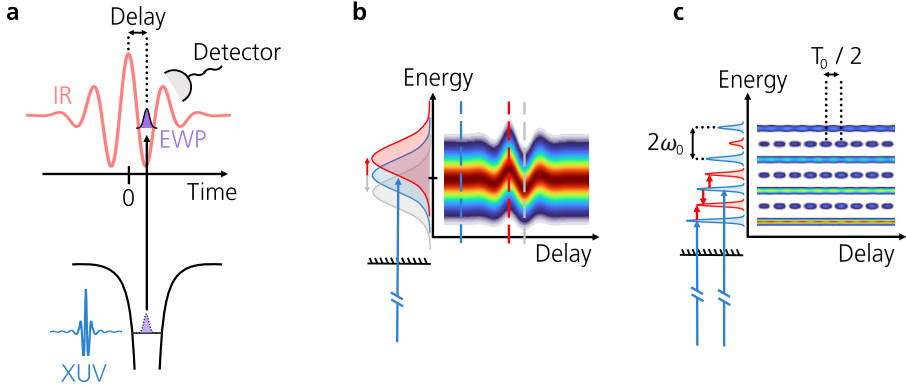 a
Delay
Detector
IR
EWP
0
Time
XUV
b
Energy
Delay
c
T₀ / 2
Energy
2ω₀
Delay